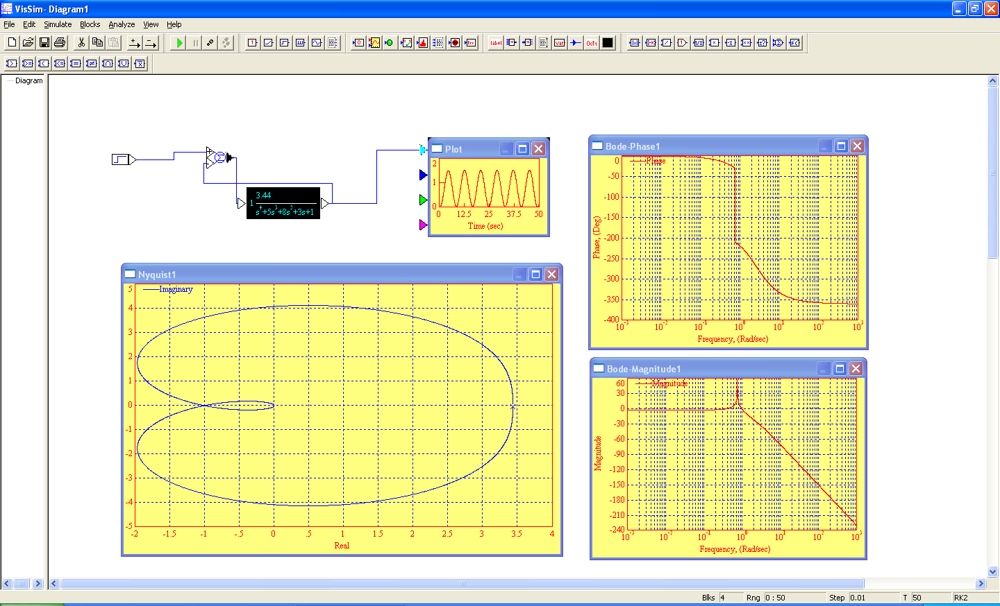 VisSim- Diagram1
File Edit Simulate Blocks Analyze View Help
label var
Err
Diagram
3.44
1
s^4+5s^3+8s^2+3s+1
Plot
2
1
0
0 12.5 25 37.5 50
Time (sec)
Bode-Phase1
Phase
0
-50
-100
-150
-200
-250
-300
-350
-400
Phase, (Deg)
10^-3 10^-2 10^-1 10^0 10^1 10^2 10^3
Frequency, (Rad/sec)
Nyquist1
Imaginary
5
4
3
2
1
0
-1
-2
-3
-4
-5
-2 -1.5 -1 -.5 0 .5 1 1.5 2 2.5 3 3.5 4
Real
Bode-Magnitude1
Magnitude
60
30
0
-30
-60
-90
-120
-150
-180
-210
-240
Magnitude
10^-3 10^-2 10^-1 10^0 10^1 10^2 10^3
Frequency, (Rad/sec)
Blks 4 Rng 0 : 50 Step 0.01 T 50 RK2